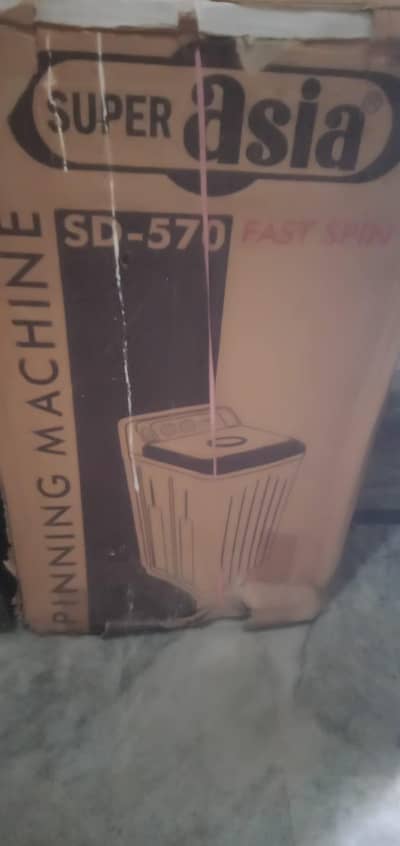 SUPER asia®
SD-570 FAST SPIN
SPINNING MACHINE